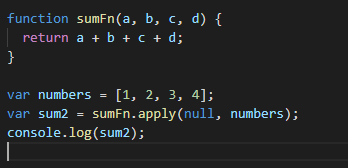 function sumFn(a, b, c, d) {
  return a + b + c + d;
}
var numbers = [1, 2, 3, 4];
var sum2 = sumFn.apply(null, numbers);
console.log(sum2);